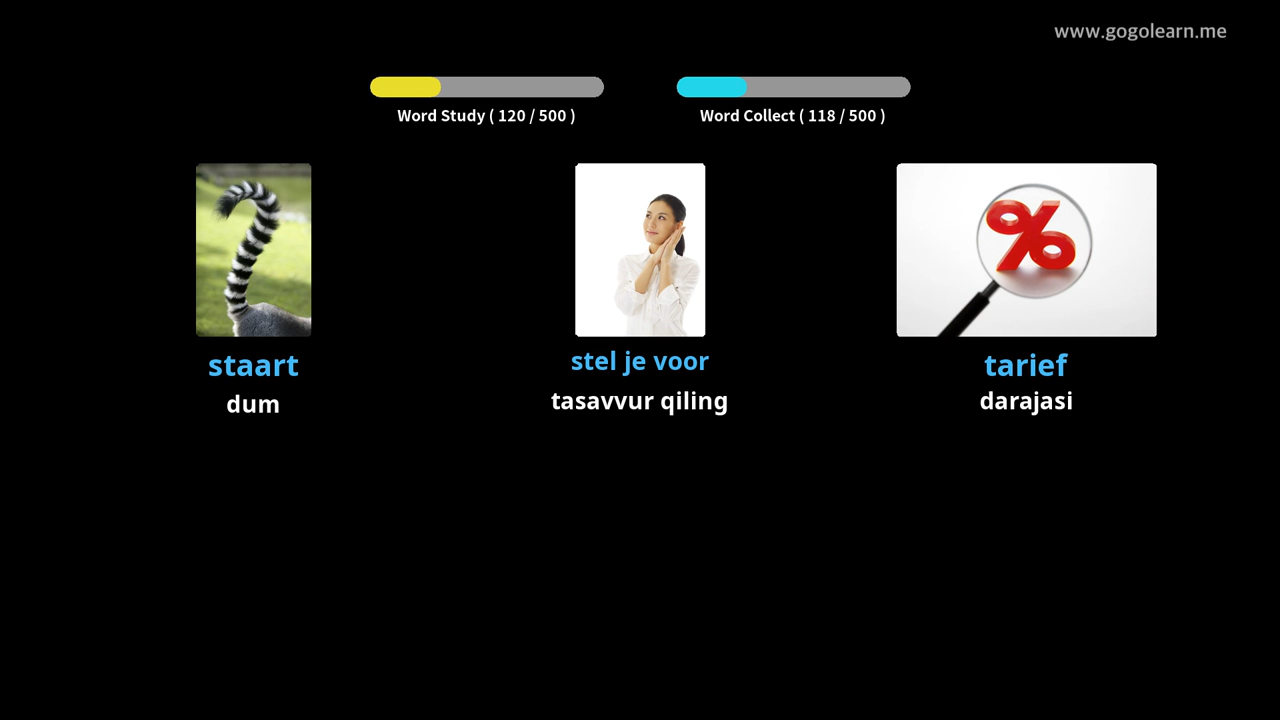 www.gogolearn.me
Word Study ( 120 / 500 )
Word Collect ( 118 / 500 )
staart
dum
stel je voor
tasavvur qiling
%
tarief
darajasi